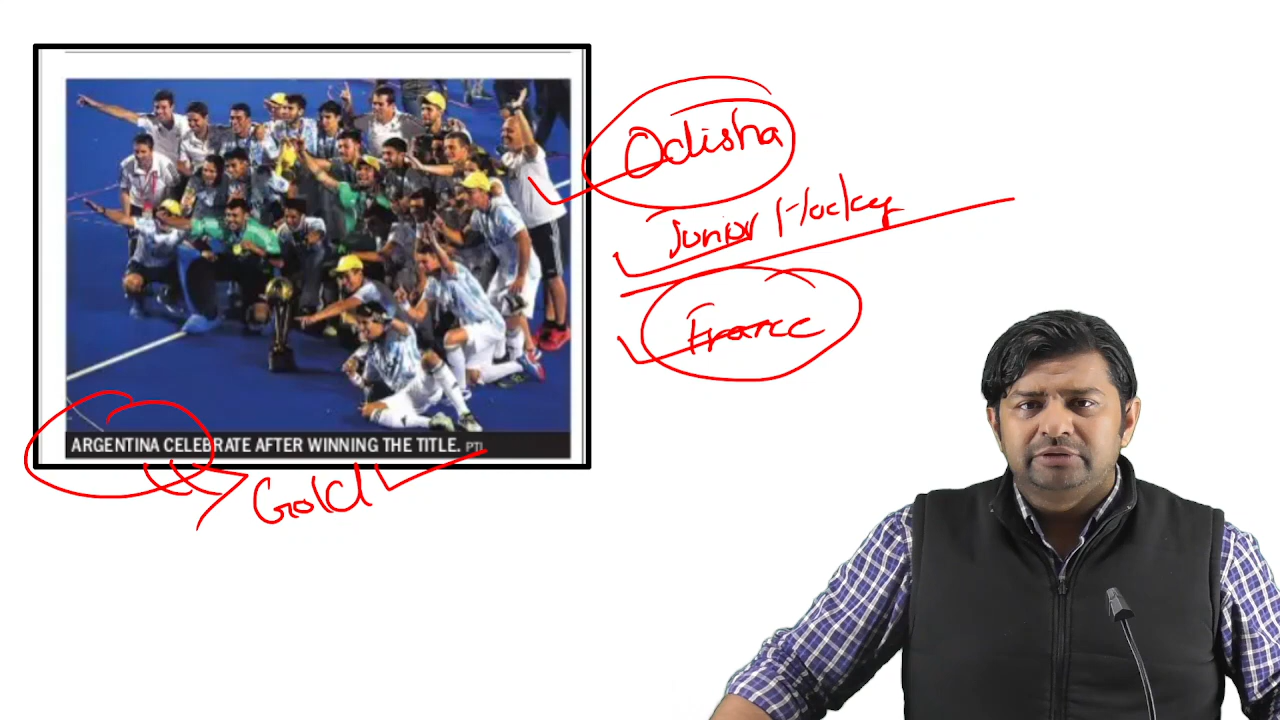 Odisha
Junior Hockey
France
ARGENTINA CELEBRATE AFTER WINNING THE TITLE. PTI
Gold